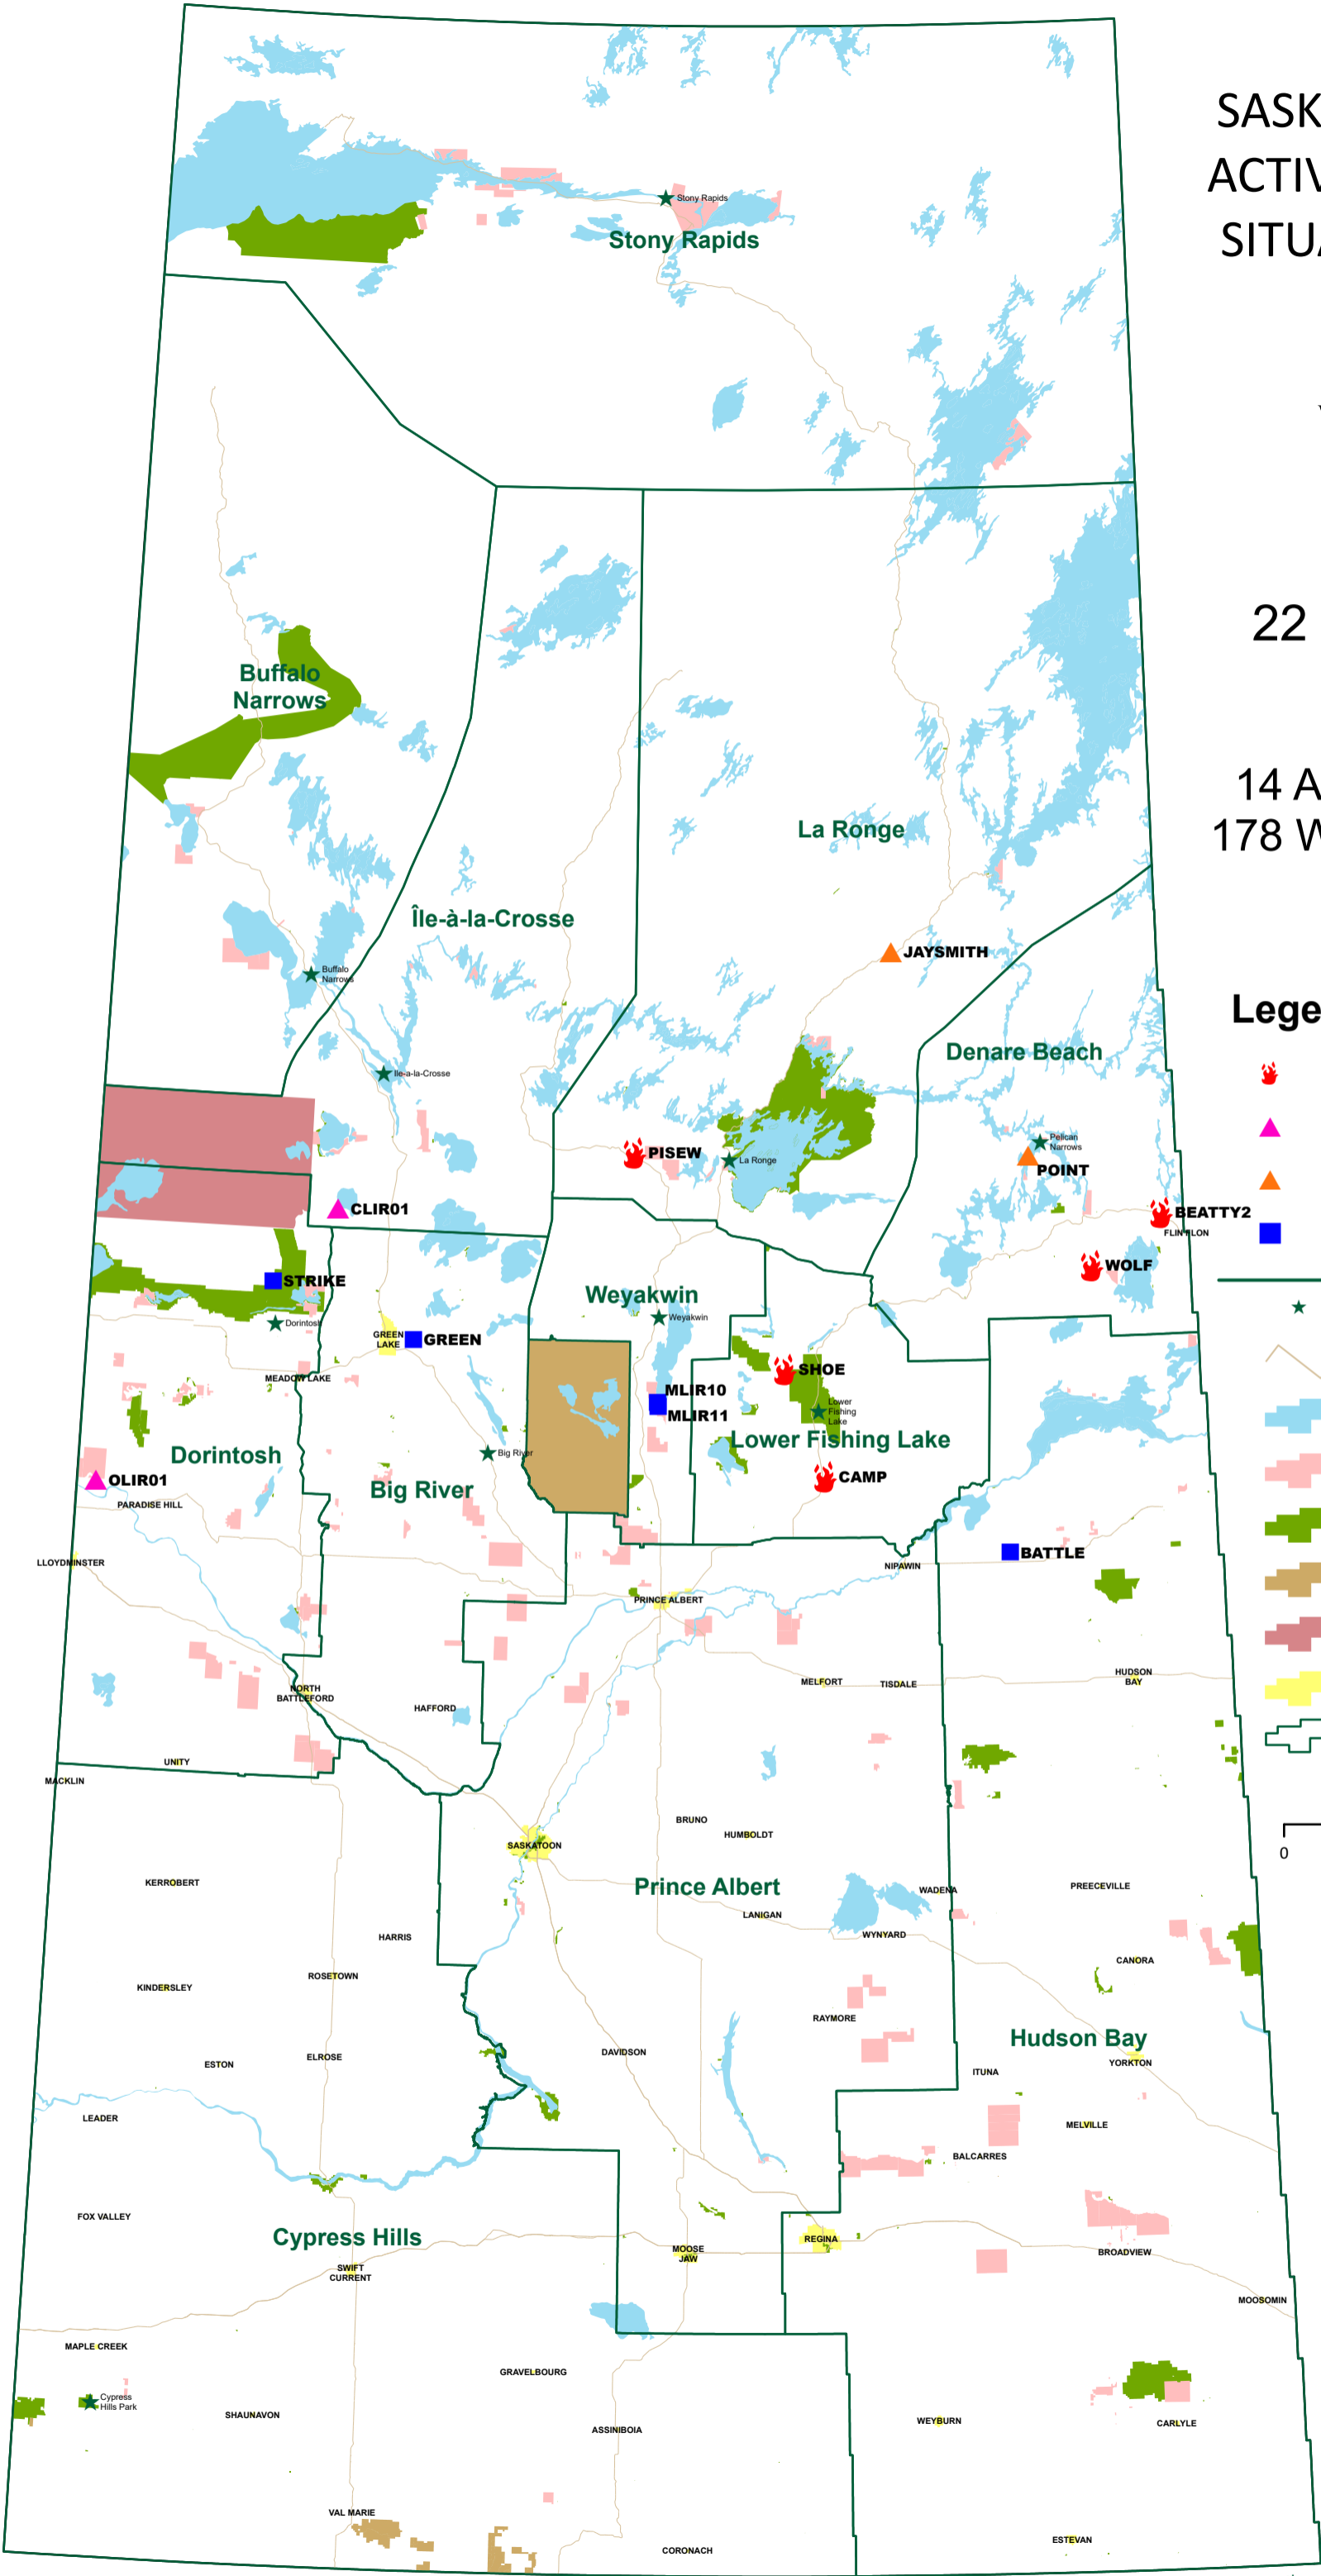 SASK
ACTIV
SITUA
22
14 A
178 W
Lege
0
Stony Rapids
Stony Rapids
Buffalo
Narrows
La Ronge
Île-à-la-Crosse
JAYSMITH
Buffalo
Narrows
Denare Beach
Ile-a-la-Crosse
Pelican
Narrows
PISEW
La Ronge
POINT
CLIR01
BEATTY2
FLIN FLON
WOLF
STRIKE
Weyakwin
Weyakwin
Dorintosh
GREEN
LAKE
GREEN
SHOE
MEADOW LAKE
MLIR10
MLIR11
Lower
Fishing
Lake
Lower Fishing Lake
Dorintosh
Big River
CAMP
OLIR01
Big River
PARADISE HILL
BATTLE
LLOYDMINSTER
NIPAWIN
PRINCE ALBERT
HUDSON
BAY
MELFORT
TISDALE
NORTH
BATTLEFORD
HAFFORD
UNITY
MACKLIN
BRUNO
HUMBOLDT
SASKATOON
KERROBERT
Prince Albert
WADENA
PREECEVILLE
LANIGAN
WYNYARD
HARRIS
CANORA
ROSETOWN
KINDERSLEY
RAYMORE
Hudson Bay
DAVIDSON
ELROSE
ESTON
YORKTON
ITUNA
LEADER
MELVILLE
BALCARRES
FOX VALLEY
Cypress Hills
REGINA
MOOSE
JAW
BROADVIEW
SWIFT
CURRENT
MOOSOMIN
MAPLE CREEK
GRAVELBOURG
Cypress
Hills Park
SHAUNAVON
WEYBURN
CARLYLE
ASSINIBOIA
VAL MARIE
ESTEVAN
CORONACH